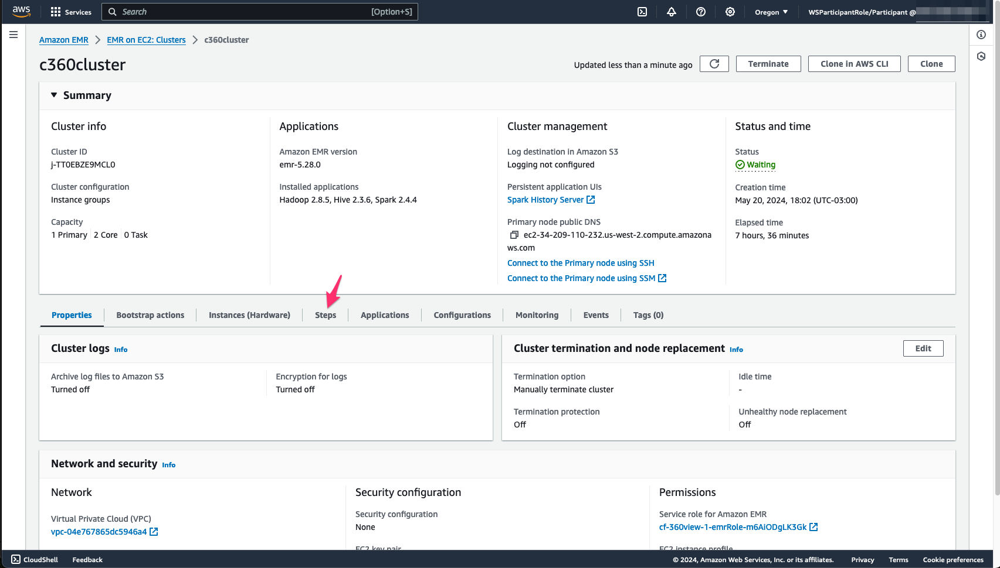 aws
Services
Search
[Option+S]
Oregon
WSParticipantRole/Participant @
Amazon EMR
EMR on EC2: Clusters
c360cluster
c360cluster
Updated less than a minute ago
Terminate
Clone in AWS CLI
Clone
Summary
Cluster info
Cluster ID
j-TT0EBZE9MCL0
Cluster configuration
Instance groups
Capacity
1 Primary 2 Core 0 Task
Applications
Amazon EMR version
emr-5.28.0
Installed applications
Hadoop 2.8.5, Hive 2.3.6, Spark 2.4.4
Cluster management
Log destination in Amazon S3
Logging not configured
Persistent application UIs
Spark History Server
Primary node public DNS
ec2-34-209-110-232.us-west-2.compute.amazona
ws.com
Connect to the Primary node using SSH
Connect to the Primary node using SSM
Status and time
Status
Waiting
Creation time
May 20, 2024, 18:02 (UTC-03:00)
Elapsed time
7 hours, 36 minutes
Properties
Bootstrap actions
Instances (Hardware)
Steps
Applications
Configurations
Monitoring
Events
Tags (0)
Cluster logs Info
Archive log files to Amazon S3
Turned off
Encryption for logs
Turned off
Cluster termination and node replacement Info
Edit
Termination option
Manually terminate cluster
Idle time
-
Termination protection
Off
Unhealthy node replacement
Off
Network and security Info
Network
Virtual Private Cloud (VPC)
vpc-04e767865dc5946a4
Security configuration
Security configuration
None
EC2 key pair
Permissions
Service role for Amazon EMR
cf-360view-1-emrRole-m6AiODgLK3Gk
EC2 instance profile
CloudShell
Feedback
© 2024, Amazon Web Services, Inc. or its affiliates.
Privacy
Terms
Cookie preferences